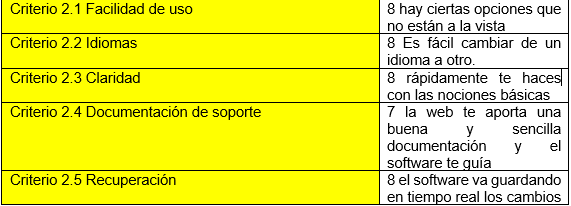 Criterio 2.1 Facilidad de uso
8 hay ciertas opciones que
no están a la vista
Criterio 2.2 Idiomas
8 Es fácil cambiar de un
idioma a otro.
Criterio 2.3 Claridad
8 rápidamente te haces
con las nociones básicas
Criterio 2.4 Documentación de soporte
7 la web te aporta una
buena y sencilla
documentación y el
software te guía
Criterio 2.5 Recuperación
8 el software va guardando
en tiempo real los cambios